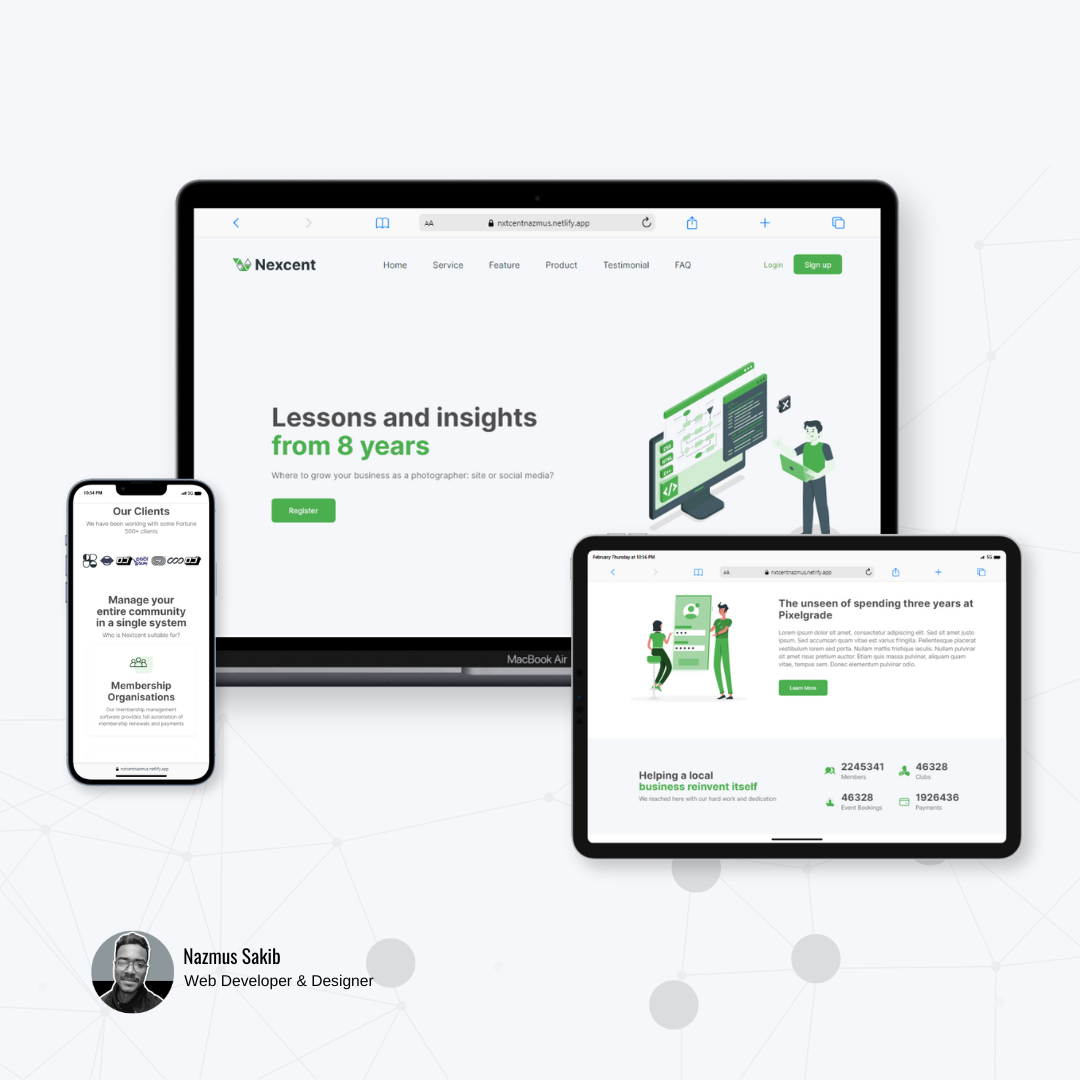 AA
nxtcentnazmus.netlify.app
Nexcent
Home
Service
Feature
Product
Testimonial
FAQ
Login
Sign up
Lessons and insights
from 8 years
Where to grow your business as a photographer: site or social media?
Register
MacBook Air
10:54 PM
5G
Our Clients
We have been working with some Fortune
500+ clients
Manage your
entire community
in a single system
Who is Nextcent suitable for?
Membership
Organisations
Our membership management
software provides full automation of
membership renewals and payments
nxtcentnazmus.netlify.app
February Thursday at 10:56 PM
5G
AA
nxtcentnazmus.netlify.app
The unseen of spending three years at
Pixelgrade
Lorem ipsum dolor sit amet, consectetur adipiscing elit. Sed sit amet justo
ipsum. Sed accumsan quam vitae est varius fringilla. Pellentesque placerat
vestibulum lorem sed porta. Nullam mattis tristique iaculis. Nullam pulvinar
sit amet risus pretium auctor. Etiam quis massa pulvinar, aliquam quam
vitae, tempus sem. Donec elementum pulvinar odio.
Learn More
Helping a local
business reinvent itself
We reached here with our hard work and dedication
2245341
Members
46328
Clubs
46328
Event Bookings
1926436
Payments
Nazmus Sakib
Web Developer & Designer